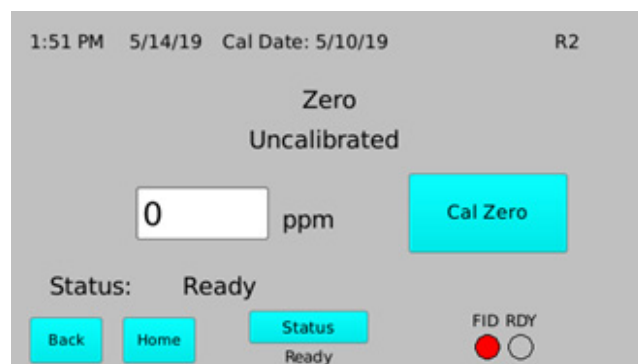 1:51 PM 5/14/19 Cal Date: 5/10/19 R2
Zero
Uncalibrated
0 ppm Cal Zero
Status: Ready
Back Home Status FID RDY
Ready